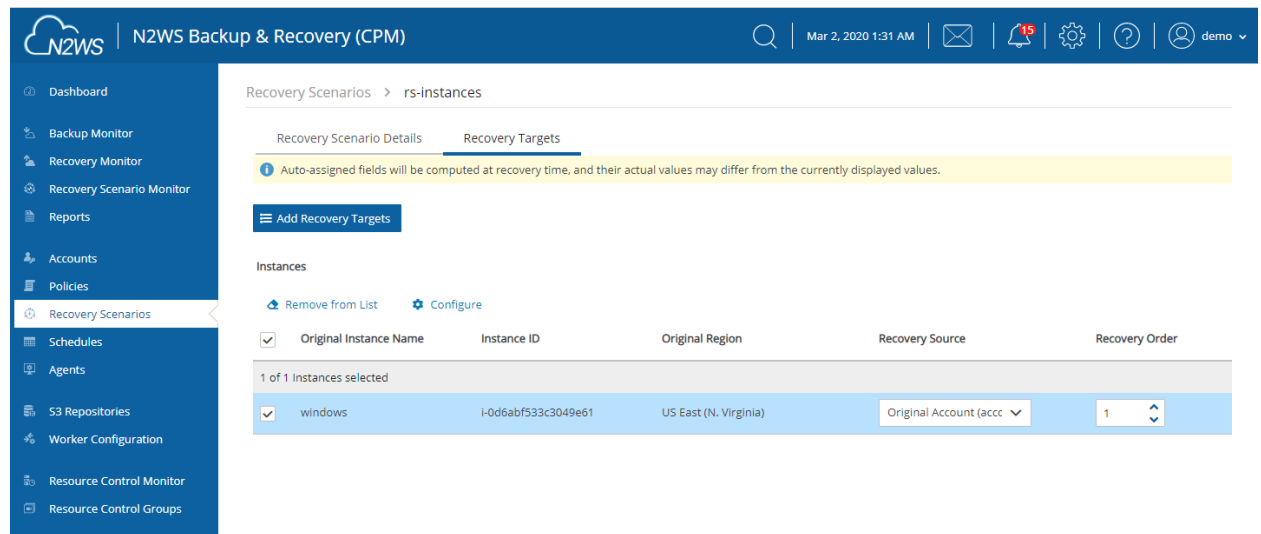 N2WS N2WS Backup & Recovery (CPM) Mar 2, 2020 1:31 AM 15 ? demo
Dashboard
Backup Monitor
Recovery Monitor
Recovery Scenario Monitor
Reports
Accounts
Policies
Recovery Scenarios
Schedules
Agents
S3 Repositories
Worker Configuration
Resource Control Monitor
Resource Control Groups
Recovery Scenarios > rs-instances
Recovery Scenario Details Recovery Targets
Auto-assigned fields will be computed at recovery time, and their actual values may differ from the currently displayed values.
Add Recovery Targets
Instances
Remove from List Configure
Original Instance Name Instance ID Original Region Recovery Source Recovery Order
1 of 1 Instances selected
windows i-0d6abf533c3049e61 US East (N. Virginia) Original Account (accc 1